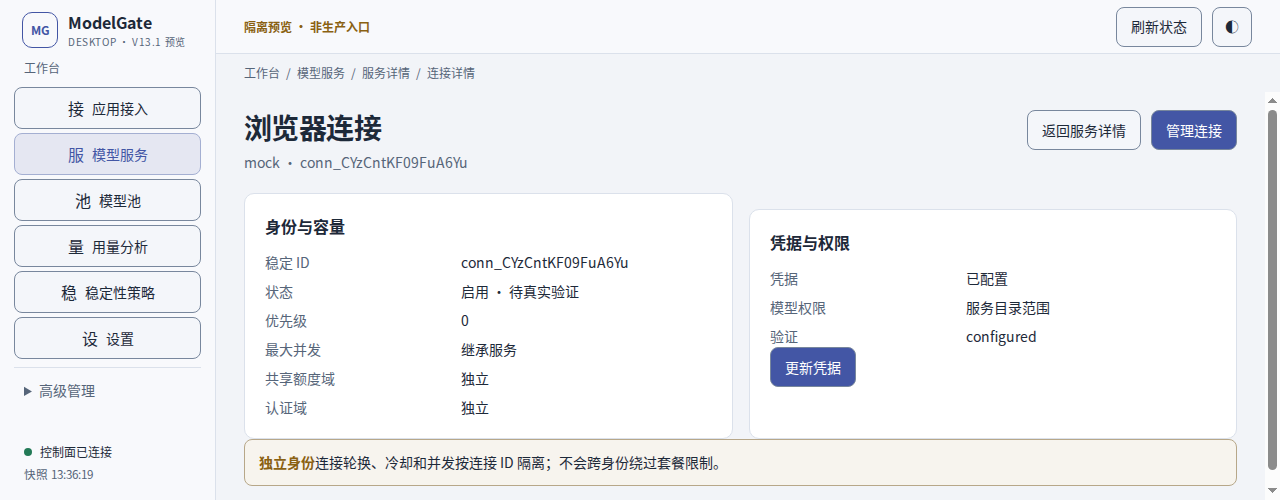 MG
ModelGate
DESKTOP · V13.1 预览
工作台
接 应用接入
服 模型服务
池 模型池
量 用量分析
稳 稳定性策略
设 设置
▶ 高级管理
控制面已连接
快照 13:36:19
隔离预览 · 非生产入口
刷新状态
工作台 / 模型服务 / 服务详情 / 连接详情
浏览器连接
mock · conn_CYzCntKF09FuA6Yu
返回服务详情
管理连接
身份与容量
稳定 ID conn_CYzCntKF09FuA6Yu
状态 启用 · 待真实验证
优先级 0
最大并发 继承服务
共享额度域 独立
认证域 独立
凭据与权限
凭据 已配置
模型权限 服务目录范围
验证 configured
更新凭据
独立身份连接轮换、冷却和并发按连接 ID 隔离；不会跨身份绕过套餐限制。